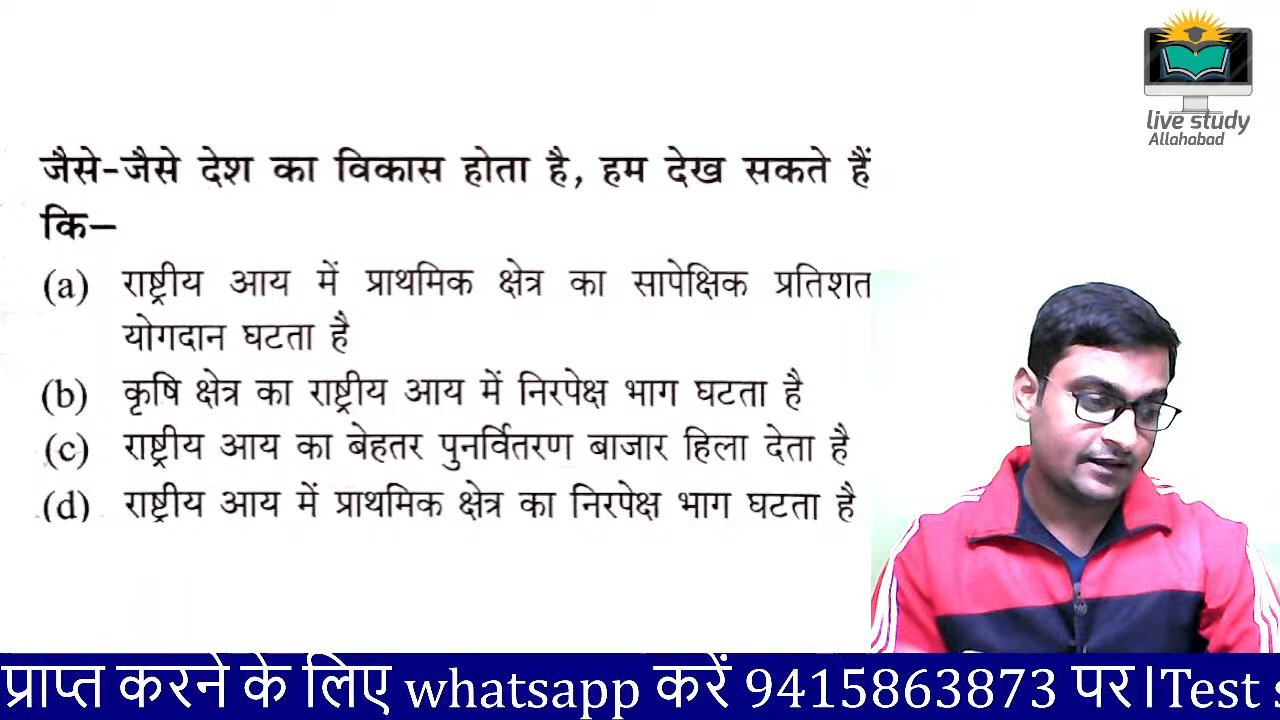 live study
Allahabad
जैसे-जैसे देश का विकास होता है, हम देख सकते हैं
कि–
(a) राष्ट्रीय आय में प्राथमिक क्षेत्र का सापेक्षिक प्रतिशत
योगदान घटता है
(b) कृषि क्षेत्र का राष्ट्रीय आय में निरपेक्ष भाग घटता है
(c) राष्ट्रीय आय का बेहतर पुनर्वितरण बाजार हिला देता है
(d) राष्ट्रीय आय में प्राथमिक क्षेत्र का निरपेक्ष भाग घटता है
प्राप्त करने के लिए whatsapp करें 9415863873 पर।Test